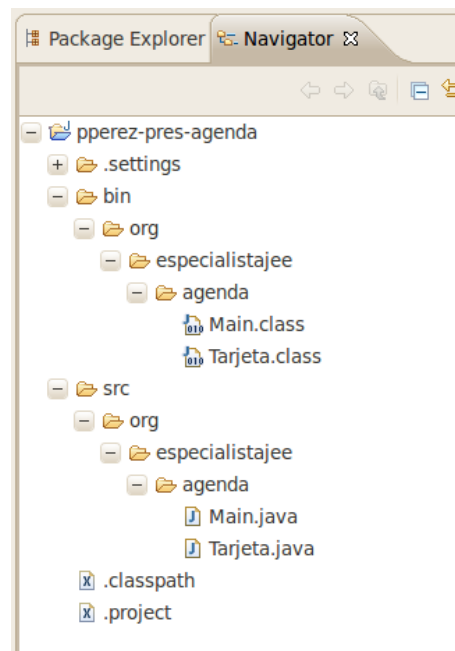 Package Explorer Navigator
pperez-pres-agenda
.settings
bin
org
especialistajee
agenda
Main.class
Tarjeta.class
src
org
especialistajee
agenda
Main.java
Tarjeta.java
.classpath
.project